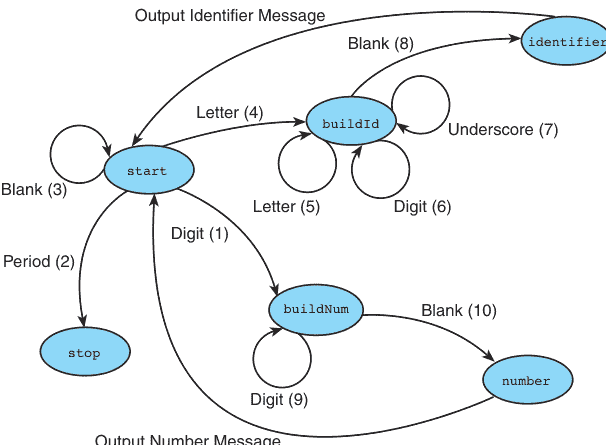 Output Identifier Message
identifier
Blank (8)
Letter (4)
buildId
Underscore (7)
start
Blank (3)
Letter (5)
Digit (6)
Digit (1)
Period (2)
buildNum
Blank (10)
stop
number
Digit (9)
Output Number Message